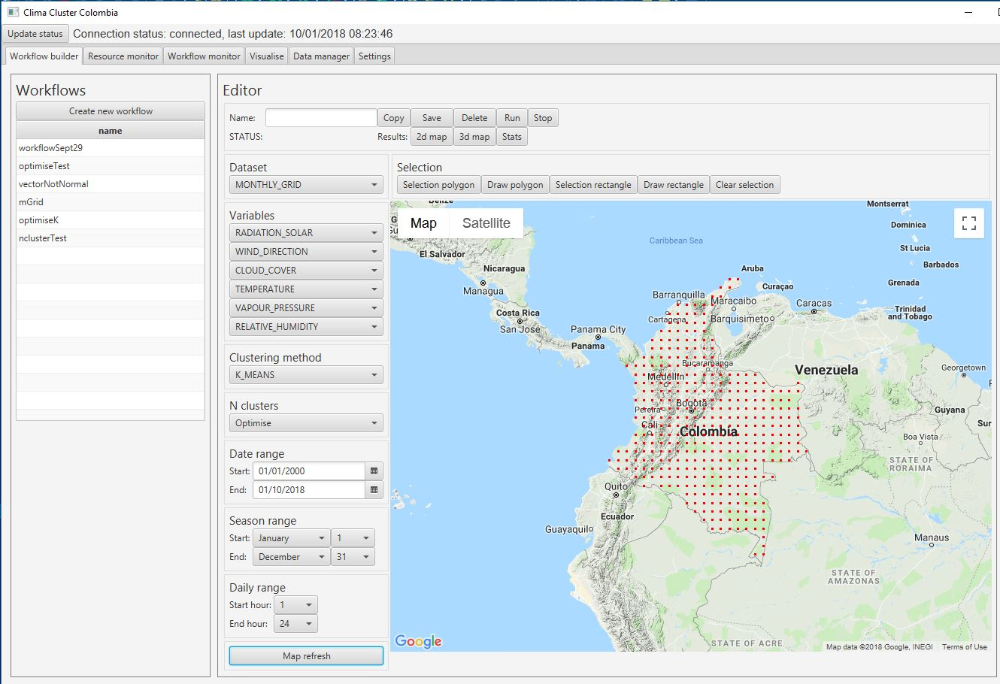 Clima Cluster Colombia
Update status Connection status: connected, last update: 10/01/2018 08:23:46
Workflow builder Resource monitor Workflow monitor Visualise Data manager Settings
Workflows
Create new workflow
name
workflowSept29
optimiseTest
vectorNotNormal
mGrid
optimiseK
nclusterTest
Editor
Name: Copy Save Delete Run Stop
STATUS: Results: 2d map 3d map Stats
Dataset
MONTHLY_GRID
Variables
RADIATION_SOLAR
WIND_DIRECTION
CLOUD_COVER
TEMPERATURE
VAPOUR_PRESSURE
RELATIVE_HUMIDITY
Clustering method
K_MEANS
N clusters
Optimise
Date range
Start: 01/01/2000
End: 01/10/2018
Season range
Start: January 1
End: December 31
Daily range
Start hour: 1
End hour: 24
Map refresh
Selection
Selection polygon Draw polygon Selection rectangle Draw rectangle Clear selection
Belize
Map Satellite
Montserrat
Dominica
Caribbean Sea
St Lucia
El Salvador
Barbados
Nicaragua
Aruba
Grenada
Managua
Curaçao
Barranquilla
Maracaibo
Caracas
Costa Rica
Trinidad
and Tobago
Cartagena
Barquisimeto
San José
Panama City
Panama
Bucaramanga
Venezuela
Georgetown
Medellín
Bogotá
Pereira
Guyana
Cali
Colombia
Sur
Boa Vista
STATE OF
RORAIMA
Quito
Ecuador
Guayaquil
Manaus
STATE OF
AMAZONAS
STATE OF ACRE
Google
Map data ©2018 Google, INEGI Terms of Use